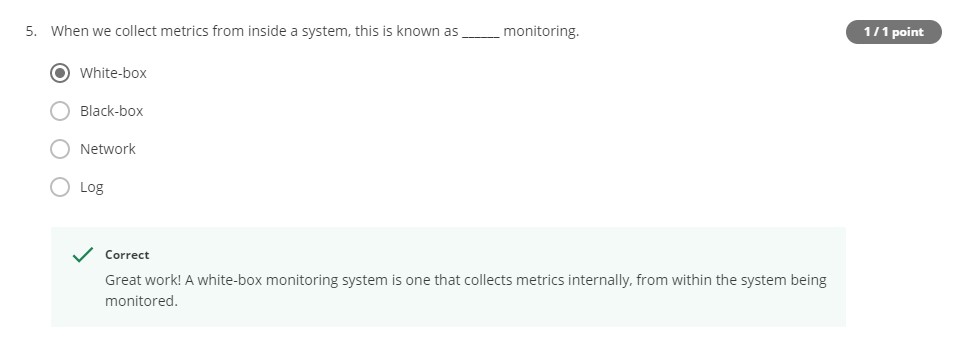 5. When we collect metrics from inside a system, this is known as ______ monitoring.
1 / 1 point
White-box
Black-box
Network
Log
Correct
Great work! A white-box monitoring system is one that collects metrics internally, from within the system being
monitored.